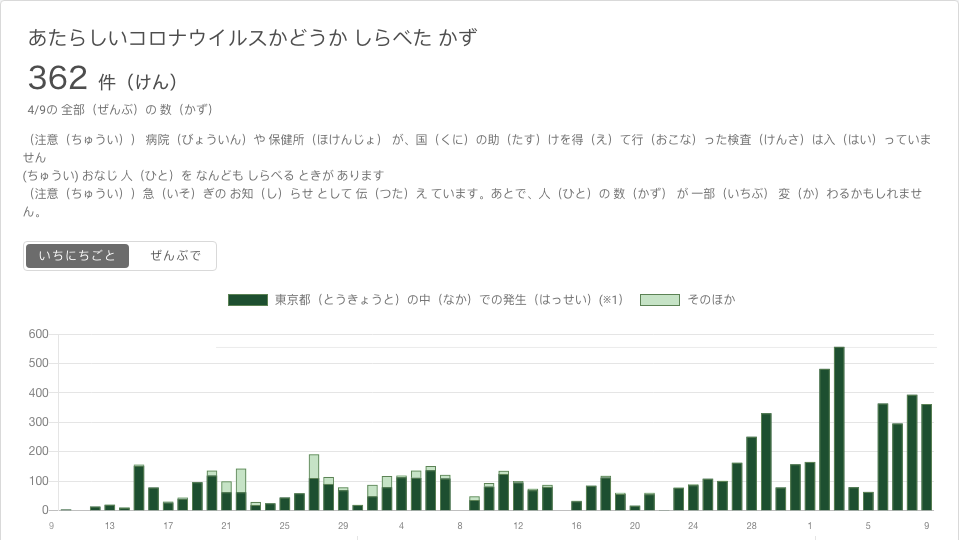 あたらしいコロナウイルスかどうか しらべた かず
362 件（けん）
4/9の 全部（ぜんぶ）の 数（かず）
（注意（ちゅうい）） 病院（びょういん）や 保健所（ほけんじょ） が、国（くに）の助（たす）けを得（え）て行（おこな）った検査（けんさ）は入（はい）っていま
せん
(ちゅうい) おなじ 人（ひと）を なんども しらべる ときが あります
（注意（ちゅうい））急（いそ）ぎの お知（し）らせ として 伝（つた）え ています。あとで、人（ひと）の 数（かず） が 一部（いちぶ） 変（か）わるかもしれませ
ん。
いちにちごと ぜんぶで
東京都（とうきょうと）の中（なか）での発生（はっせい）(※1） そのほか
600
500
400
300
200
100
0
9 13 17 21 25 29 4 8 12 16 20 24 28 1 5 9